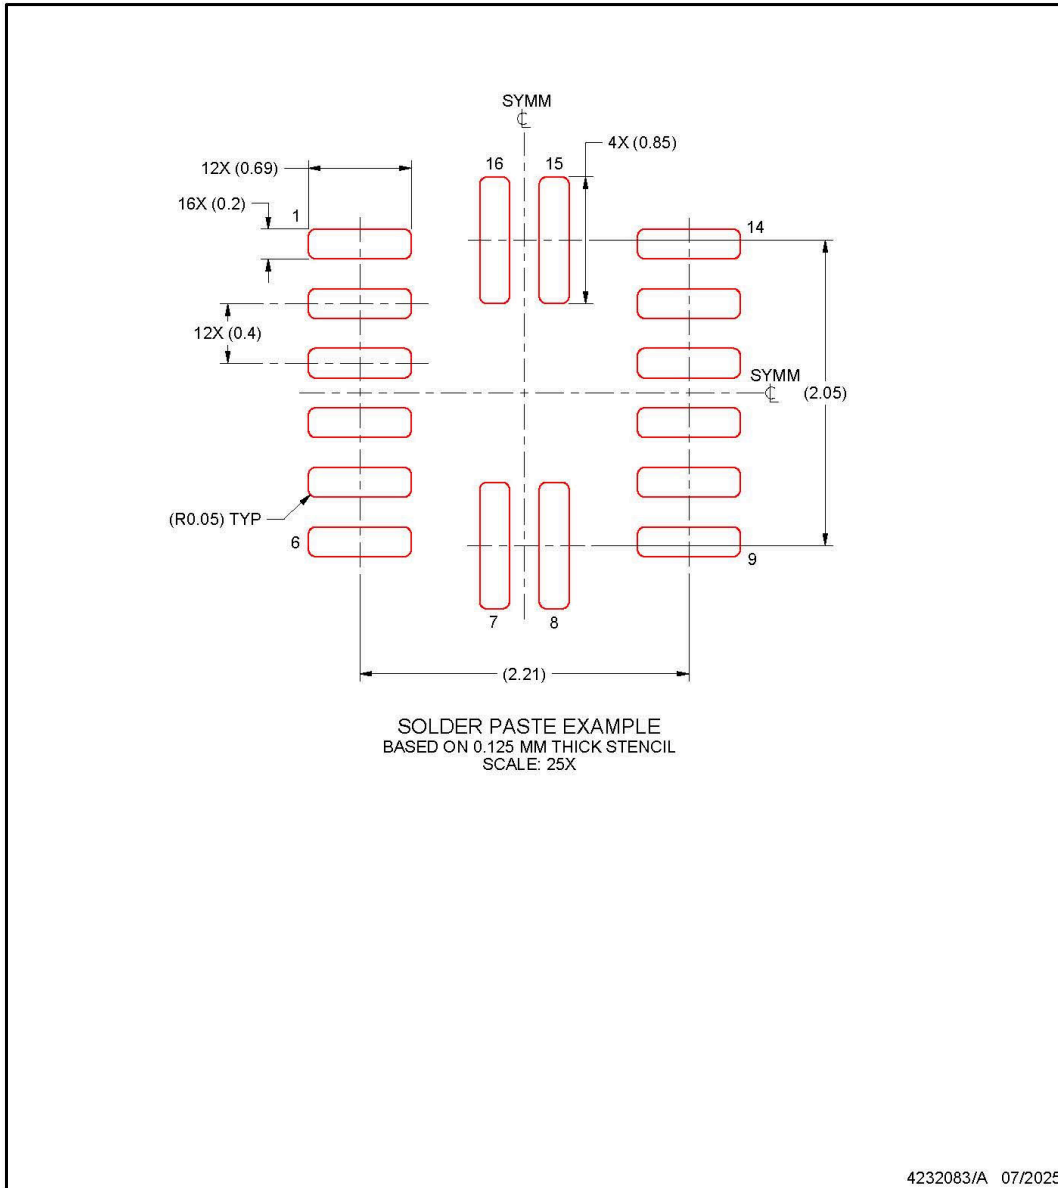 SYMM
℄
4X (0.85)
12X (0.69)
16
15
16X (0.2)
1
14
12X (0.4)
SYMM
℄
(2.05)
(R0.05) TYP
6
9
7
8
(2.21)
SOLDER PASTE EXAMPLE
BASED ON 0.125 MM THICK STENCIL
SCALE: 25X
4232083/A 07/2025